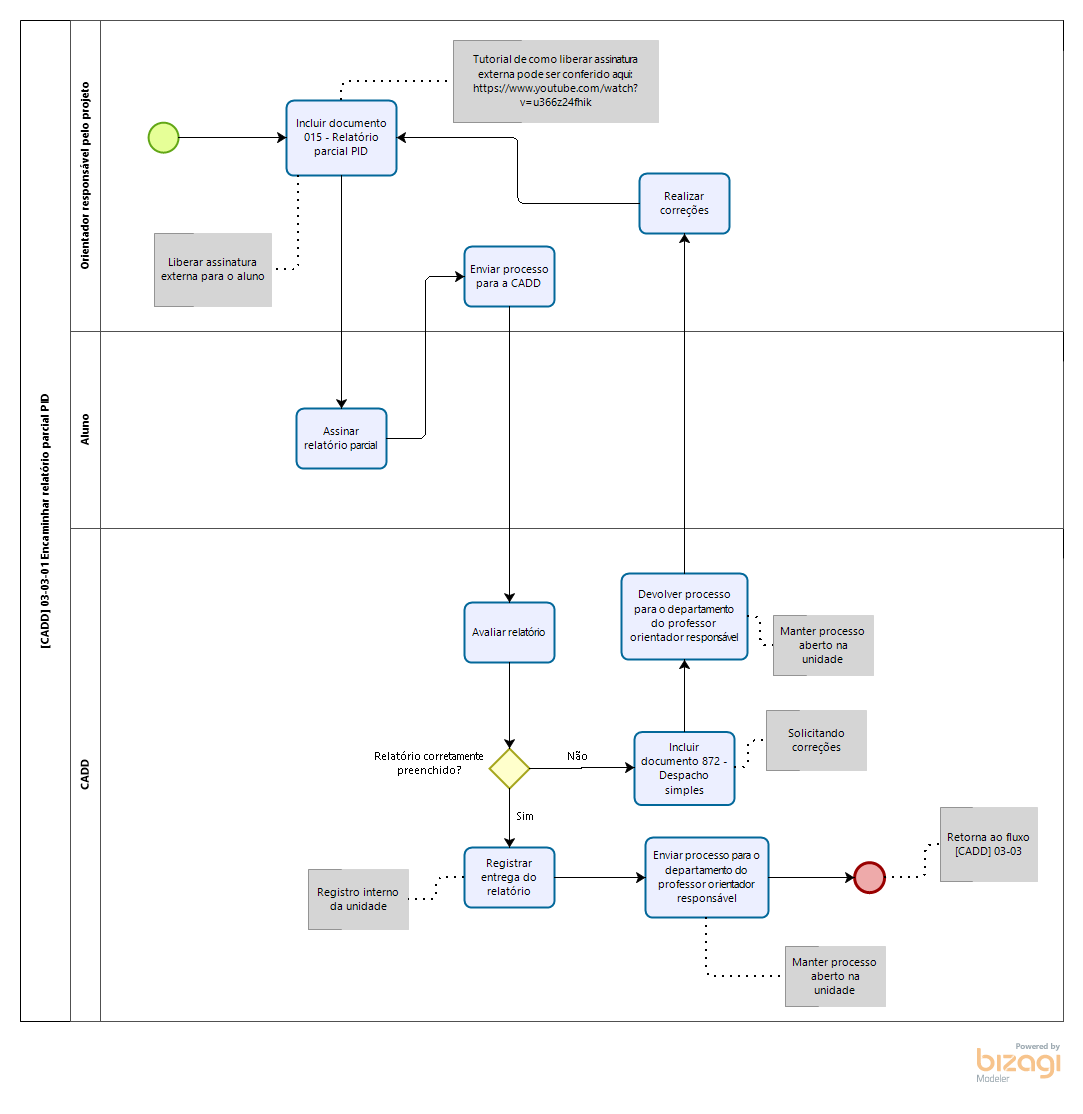 [CADD] 03-03-01 Encaminhar relatório parcial PID
Orientador responsável pelo projeto
Tutorial de como liberar assinatura
externa pode ser conferido aqui:
https://www.youtube.com/watch?
v=u366z24fhik
Incluir documento
015 - Relatório
parcial PID
Realizar
correções
Liberar assinatura
externa para o aluno
Enviar processo
para a CADD
Aluno
Assinar
relatório parcial
CADD
Devolver processo
para o departamento
do professor
orientador responsável
Avaliar relatório
Manter processo
aberto na
unidade
Solicitando
correções
Relatório corretamente
preenchido?
Não
Incluir
documento 872 -
Despacho
simples
Sim
Retorna ao fluxo
[CADD] 03-03
Registrar
entrega do
relatório
Enviar processo para o
departamento do
professor orientador
responsável
Registro interno
da unidade
Manter processo
aberto na
unidade
Powered by
bizagi
Modeler